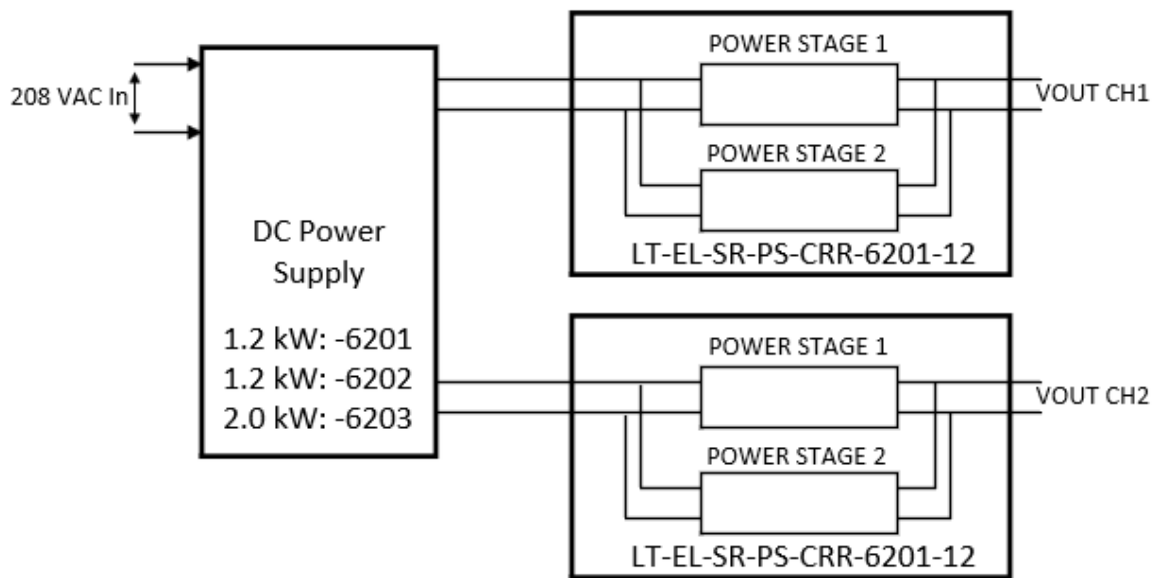 208 VAC In
DC Power
Supply
1.2 kW: -6201
1.2 kW: -6202
2.0 kW: -6203
POWER STAGE 1
POWER STAGE 2
LT-EL-SR-PS-CRR-6201-12
VOUT CH1
POWER STAGE 1
POWER STAGE 2
LT-EL-SR-PS-CRR-6201-12
VOUT CH2